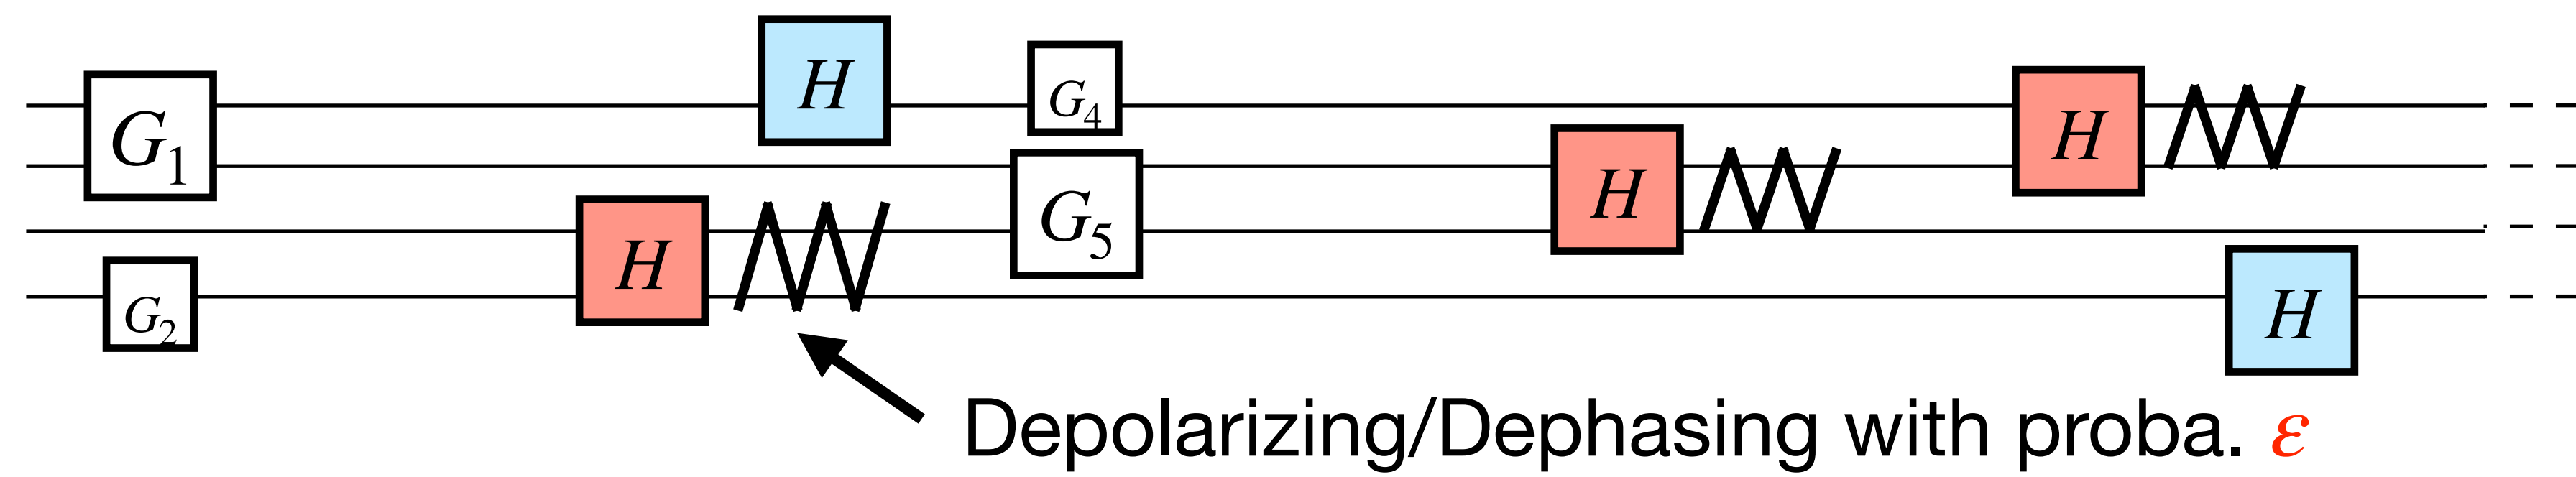 G1
G2
H
H
G4
G5
H
H
H
Depolarizing/Dephasing with proba. ε